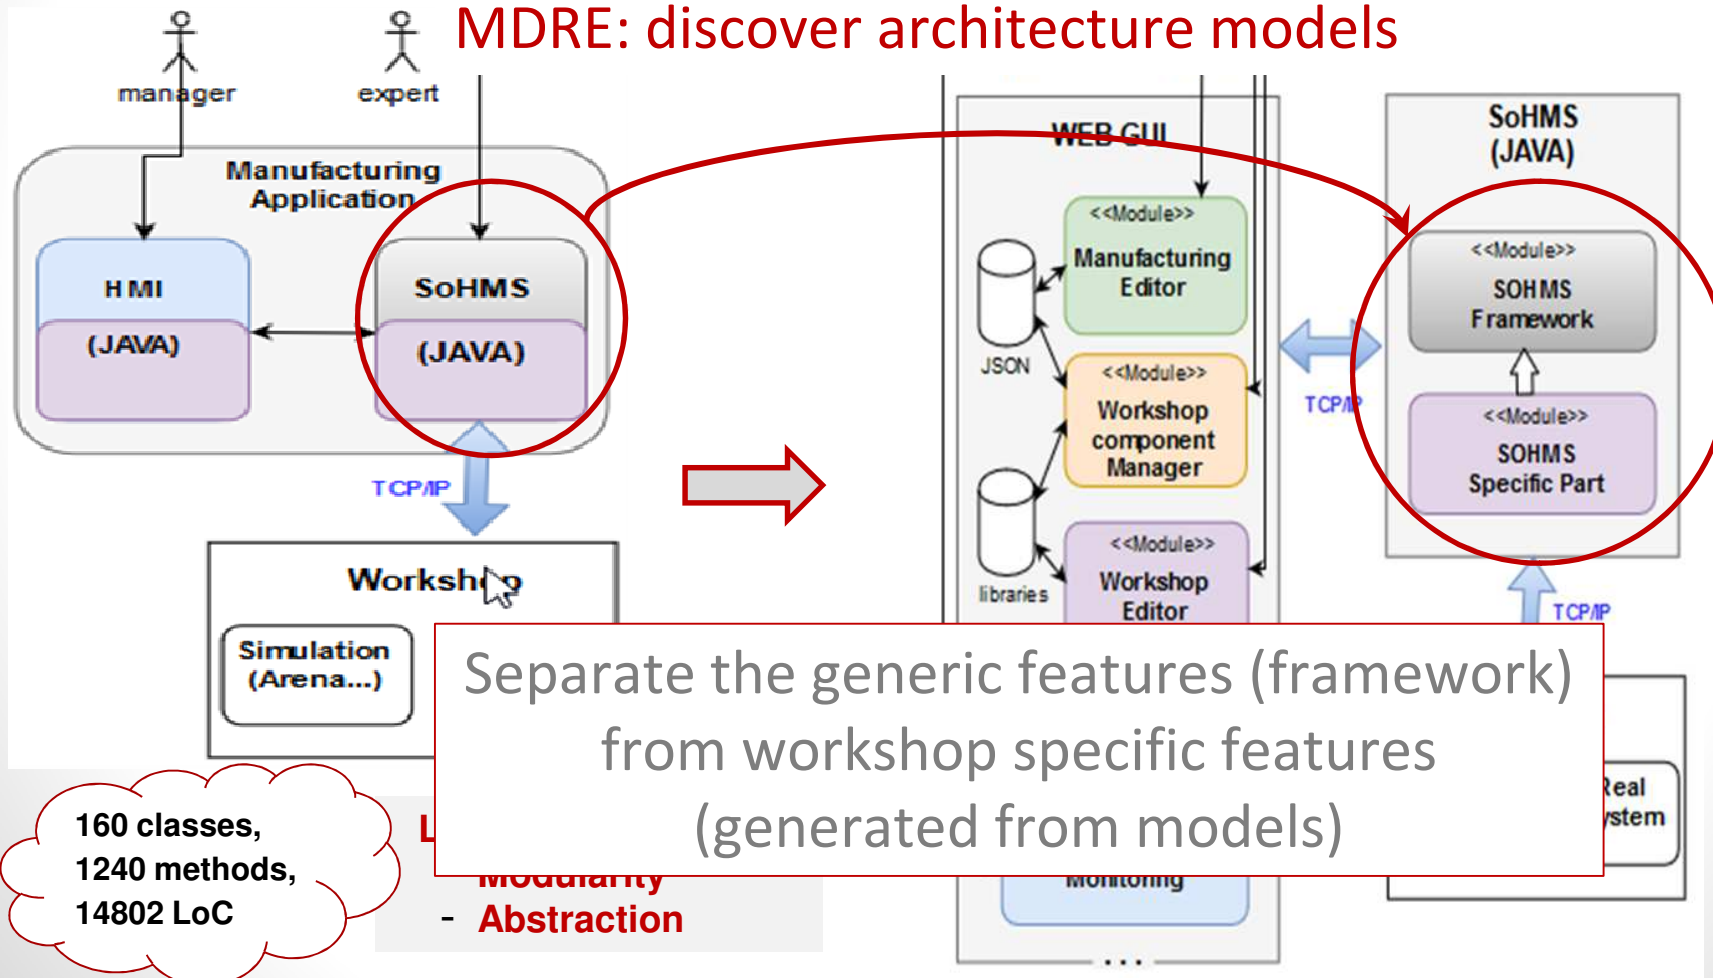 MDRE: discover architecture models
manager
expert
Manufacturing
Application
HMI
(JAVA)
SoHMS
(JAVA)
TCP/IP
Workshop
Simulation
(Arena...)
160 classes,
1240 methods,
14802 LoC
L
Modularity
- Abstraction
WEB GUI
<<Module>>
Manufacturing
Editor
JSON
<<Module>>
Workshop
component
Manager
libraries
<<Module>>
Workshop
Editor
Monitoring
...
TCP/IP
SoHMS
(JAVA)
<<Module>>
SOHMS
Framework
<<Module>>
SOHMS
Specific Part
TCP/IP
Real
ystem
Separate the generic features (framework)
from workshop specific features
(generated from models)